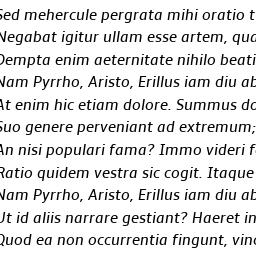 Sed mehercule pergrata mihi oratio t
Negabat igitur ullam esse artem, qua
Dempta enim aeternitate nihilo beati
Nam Pyrrho, Aristo, Erillus iam diu ab
At enim hic etiam dolore. Summus do
Suo genere perveniant ad extremum;
An nisi populari fama? Immo videri f
Ratio quidem vestra sic cogit. Itaque
Nam Pyrrho, Aristo, Erillus iam diu ab
Ut id aliis narrare gestiant? Haeret in
Quod ea non occurrentia fingunt, vinc